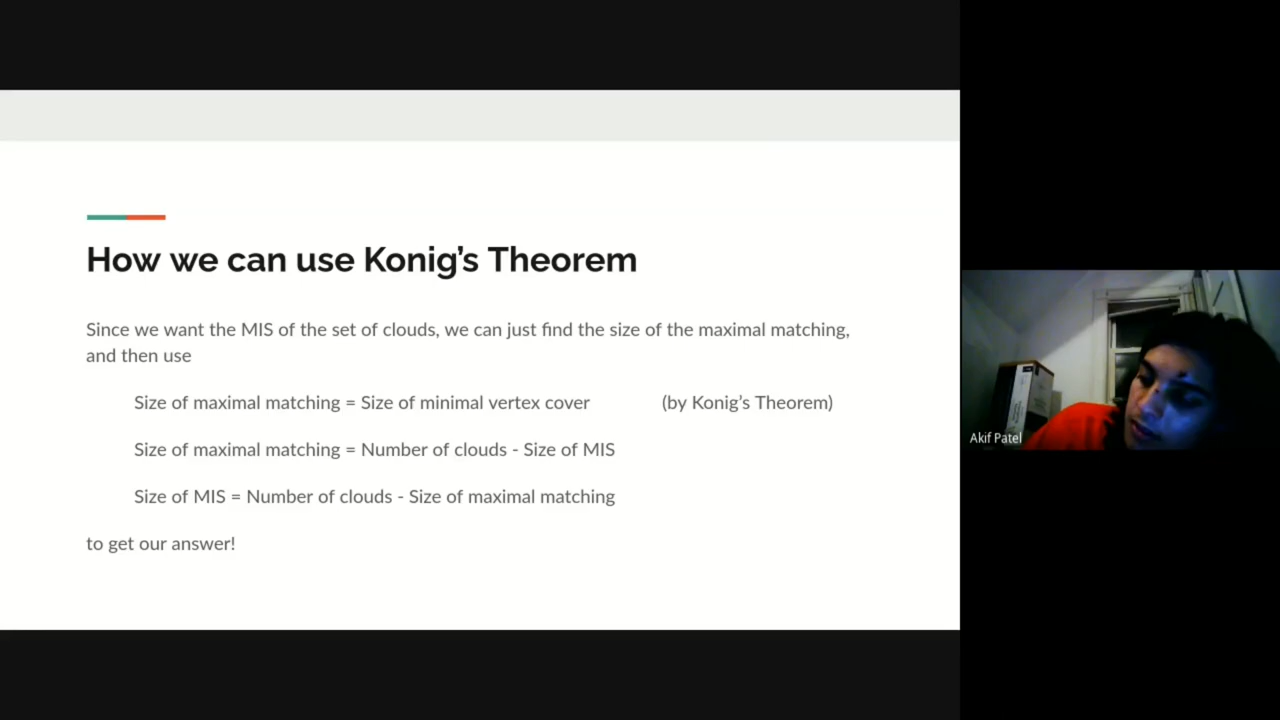 How we can use Konig's Theorem
Since we want the MIS of the set of clouds, we can just find the size of the maximal matching,
and then use
Size of maximal matching = Size of minimal vertex cover (by Konig's Theorem)
Size of maximal matching = Number of clouds - Size of MIS
Size of MIS = Number of clouds - Size of maximal matching
to get our answer!
Akif Patel